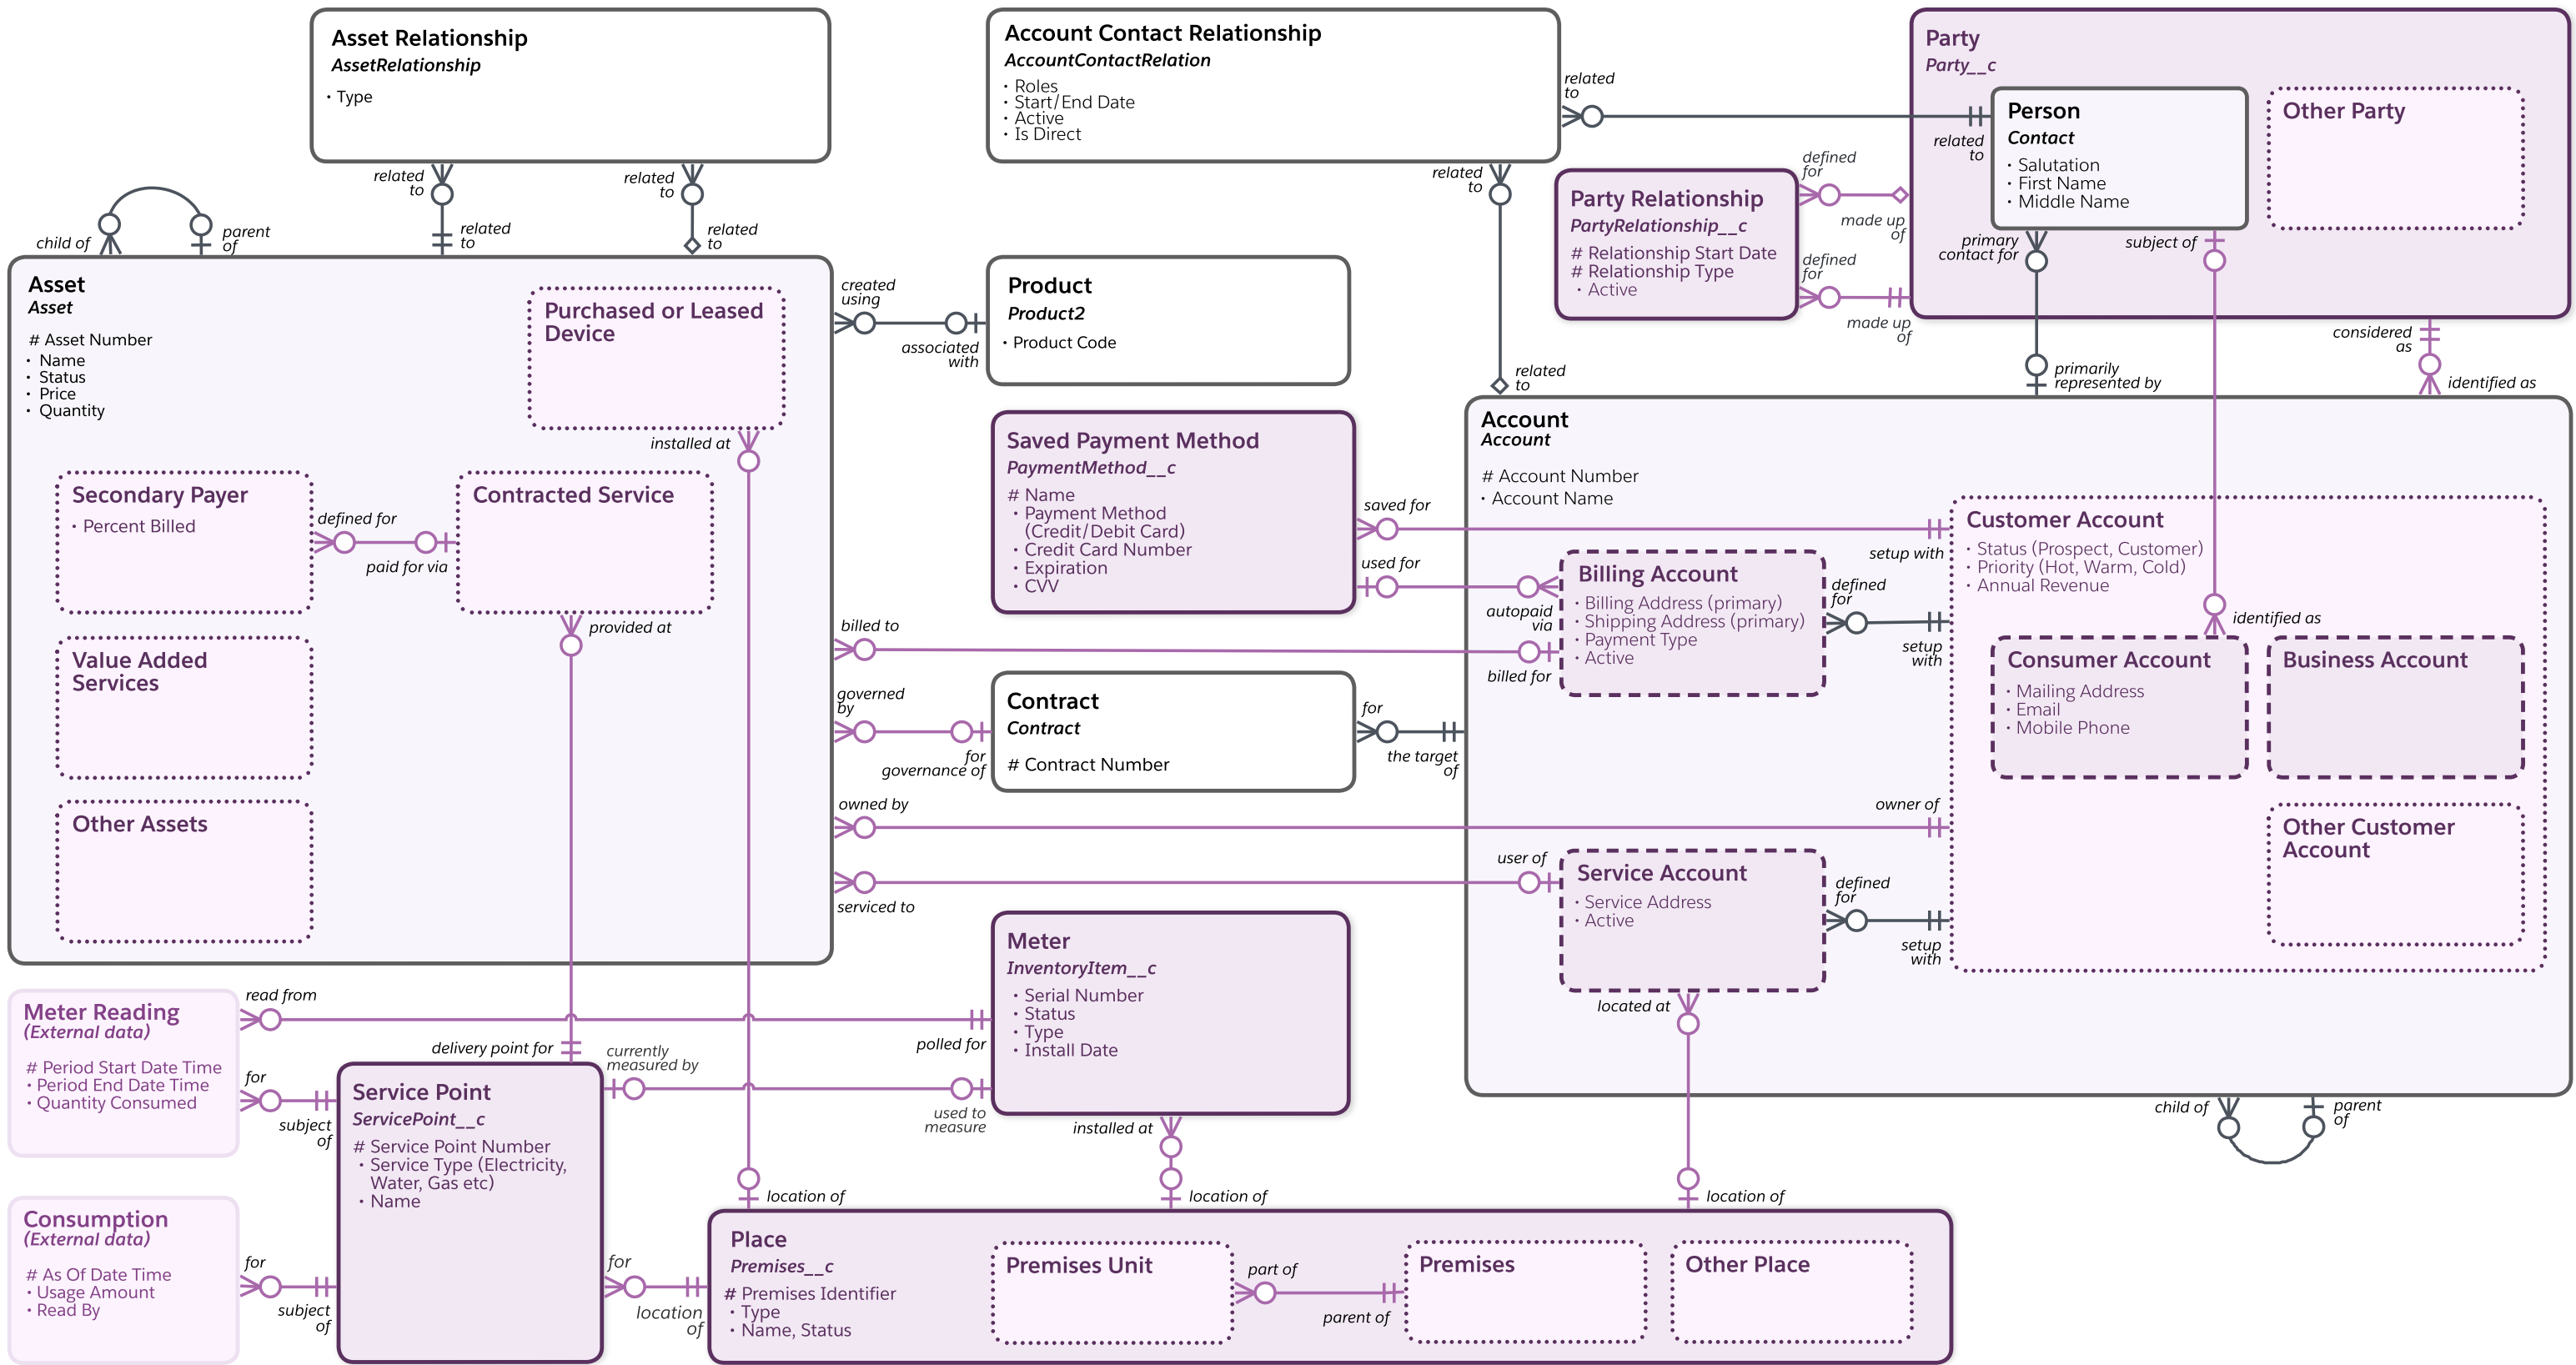 Asset Relationship
AssetRelationship
· Type
related
to
related
to
related
to
related
to
child of
parent
of
Account Contact Relationship
AccountContactRelation
· Roles
· Start/End Date
· Active
· Is Direct
related
to
related
to
related
to
related
to
Party
Party__c
Person
Contact
· Salutation
· First Name
· Middle Name
Other Party
Party Relationship
PartyRelationship__c
# Relationship Start Date
# Relationship Type
· Active
defined
for
made up
of
defined
for
made up
of
primary
contact for
subject of
primarily
represented by
considered
as
identified as
Asset
Asset
# Asset Number
· Name
· Status
· Price
· Quantity
Purchased or Leased
Device
installed at
Secondary Payer
· Percent Billed
defined for
paid for via
Contracted Service
provided at
Value Added
Services
Other Assets
created
using
associated
with
Product
Product2
· Product Code
Saved Payment Method
PaymentMethod__c
# Name
· Payment Method
(Credit/Debit Card)
· Credit Card Number
· Expiration
· CVV
saved for
setup with
used for
autopaid
via
billed to
billed for
governed
by
for
governance of
Contract
Contract
# Contract Number
for
the target
of
owned by
owner of
serviced to
user of
Account
Account
# Account Number
· Account Name
Billing Account
· Billing Address (primary)
· Shipping Address (primary)
· Payment Type
· Active
defined
for
setup
with
Customer Account
· Status (Prospect, Customer)
· Priority (Hot, Warm, Cold)
· Annual Revenue
identified as
Consumer Account
· Mailing Address
· Email
· Mobile Phone
Business Account
Other Customer
Account
Service Account
· Service Address
· Active
defined
for
setup
with
located at
child of
parent
of
Meter
InventoryItem__c
· Serial Number
· Status
· Type
· Install Date
installed at
location of
Meter Reading
(External data)
# Period Start Date Time
· Period End Date Time
· Quantity Consumed
read from
polled for
for
subject
of
delivery point for
currently
measured by
used to
measure
Service Point
ServicePoint__c
# Service Point Number
· Service Type (Electricity,
Water, Gas etc)
· Name
Consumption
(External data)
# As Of Date Time
· Usage Amount
· Read By
for
subject
of
for
location
of
location of
location of
Place
Premises__c
# Premises Identifier
· Type
· Name, Status
Premises Unit
part of
parent of
Premises
Other Place